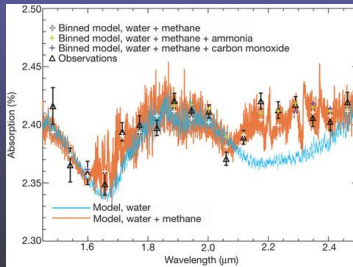 2.50
Binned model, water + methane
Binned model, water + methane + ammonia
Binned model, water + methane + carbon monoxide
Observations
2.45
2.40
2.35
2.30
Absorption (%)
Model, water
Model, water + methane
1.6 1.8 2.0 2.2 2.4
Wavelength (µm)